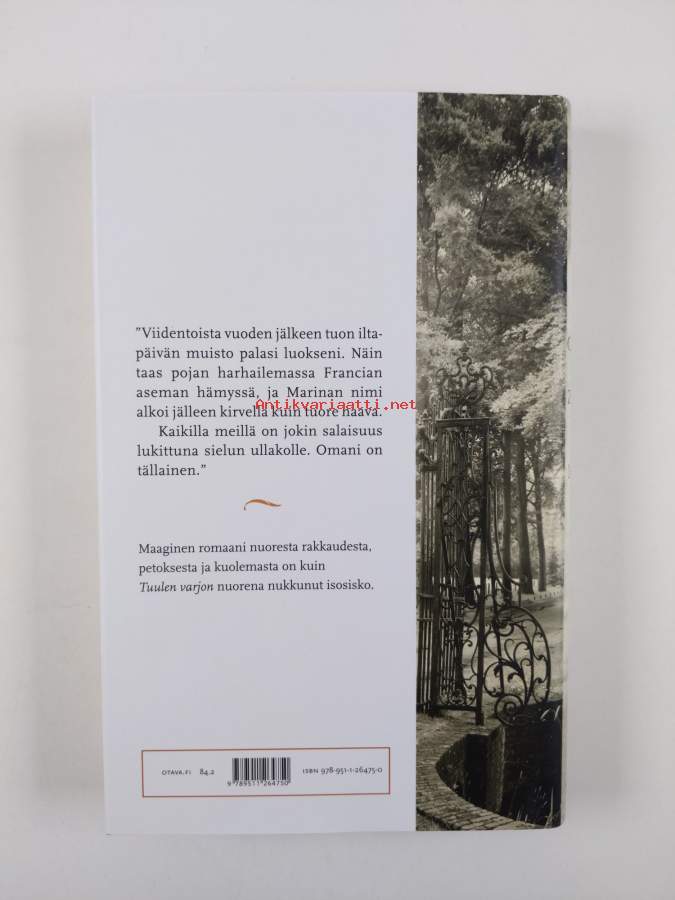 ”Viidentoista vuoden jälkeen tuon ilta-
päivän muisto palasi luokseni. Näin
taas pojan harhailemassa Francian
aseman hämyssä, ja Marinan nimi
Antikvariaatti.net
alkoi jälleen kirvellä kuin tuore haava.
Kaikilla meillä on jokin salaisuus
lukittuna sielun ullakolle. Omani on
tällainen.”
Maaginen romaani nuoresta rakkaudesta,
petoksesta ja kuolemasta on kuin
Tuulen varjon nuorena nukkunut isosisko.
OTAVA.FI 84.2 ISBN 978-951-1-26475-0
9 789511 264750